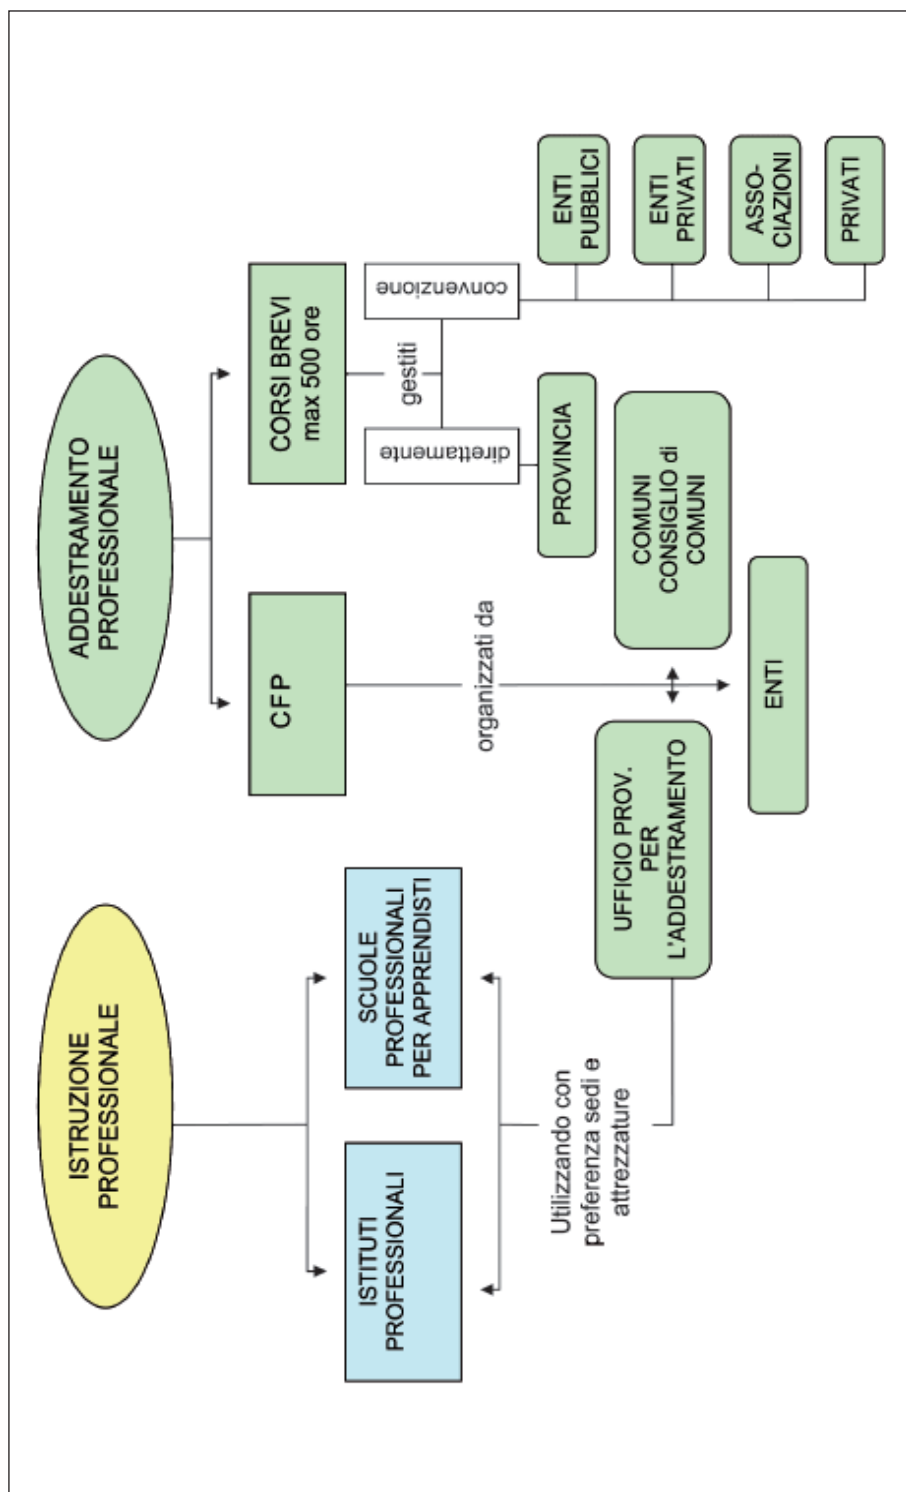 ISTRUZIONE
PROFESSIONALE
ADDESTRAMENTO
PROFESSIONALE
ISTITUTI
PROFESSIONALI
SCUOLE
PROFESSIONALI
PER APPRENDISTI
CFP
CORSI BREVI
max 500 ore
gestiti
direttamente
convenzione
Utilizzando con
preferenza sedi e
attrezzature
organizzati da
PROVINCIA
ENTI
PUBBLICI
ENTI
PRIVATI
ASSO-
CIAZIONI
PRIVATI
UFFICIO PROV.
PER
L'ADDESTRAMENTO
COMUNI
CONSIGLIO di
COMUNI
ENTI